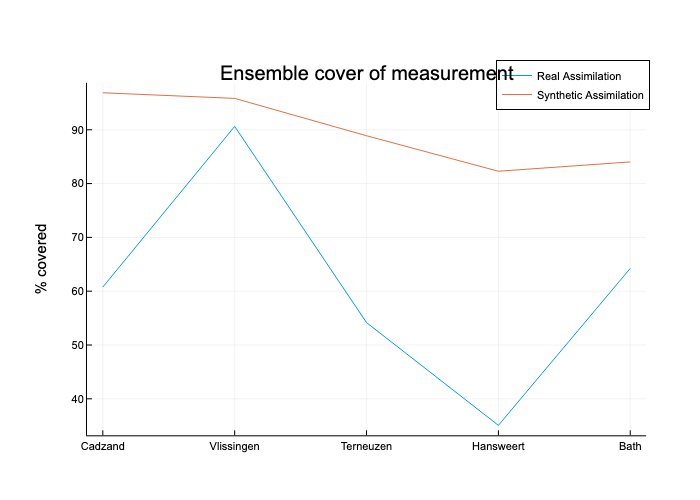 Ensemble cover of measurement
Real Assimilation
Synthetic Assimilation
% covered
90
80
70
60
50
40
Cadzand Vlissingen Terneuzen Hansweert Bath